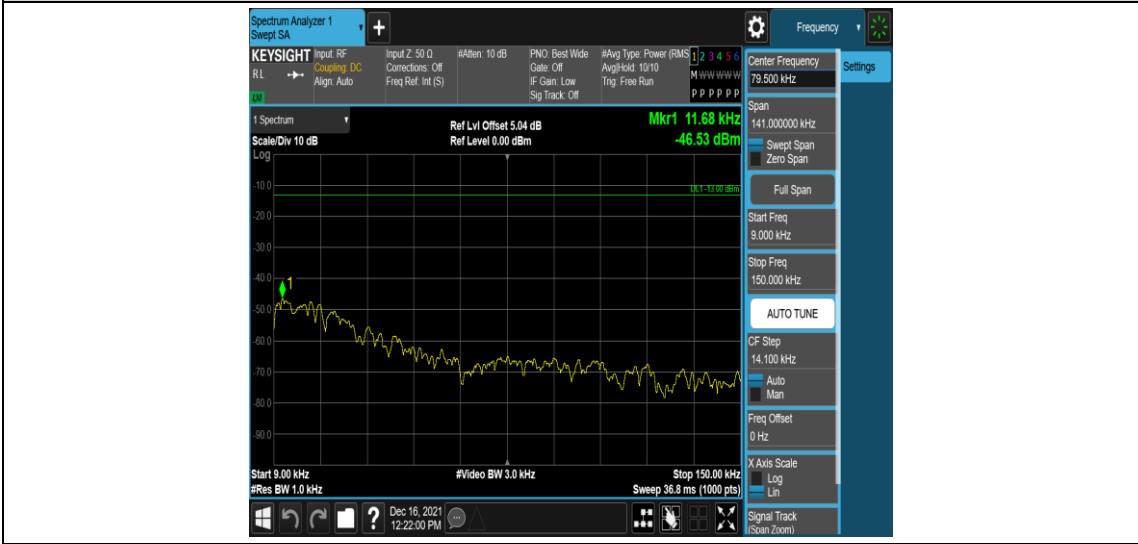 Spectrum Analyzer 1
Swept SA
+
Frequency
KEYSIGHT
RL
Input: RF
Coupling: DC
Align: Auto
Input Z: 50 Ω
Corrections: Off
Freq Ref: Int (S)
#Atten: 10 dB
PNO: Best Wide
Gate: Off
IF Gain: Low
Sig Track: Off
#Avg Type: Power (RMS
Avg|Hold: 10/10
Trig: Free Run
1 2 3 4 5 6
M W W W W W
P P P P P P
1 Spectrum
Scale/Div 10 dB
Log
Ref Lvl Offset 5.04 dB
Ref Level 0.00 dBm
Mkr1 11.68 kHz
-46.53 dBm
DL1 -13.00 dBm
-10.0
-20.0
-30.0
-40.0
-50.0
-60.0
-70.0
-80.0
-90.0
1
Start 9.00 kHz
#Res BW 1.0 kHz
#Video BW 3.0 kHz
Stop 150.00 kHz
Sweep 36.8 ms (1000 pts)
?
Dec 16, 2021
12:22:00 PM
Center Frequency
79.500 kHz
Settings
Span
141.000000 kHz
Swept Span
Zero Span
Full Span
Start Freq
9.000 kHz
Stop Freq
150.000 kHz
AUTO TUNE
CF Step
14.100 kHz
Auto
Man
Freq Offset
0 Hz
X Axis Scale
Log
Lin
Signal Track
(Span Zoom)